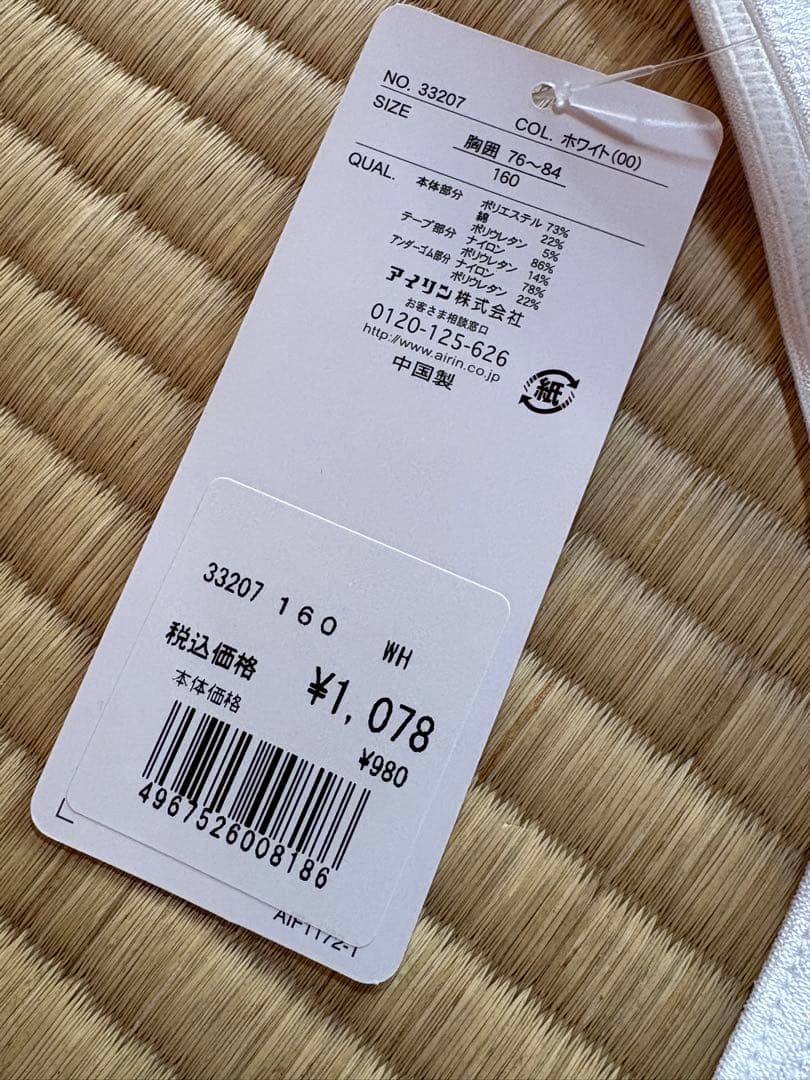 NO. 33207 COL. ホワイト(00)
SIZE 胸囲 76〜84
160
QUAL. 本体部分 ポリエステル 73%
綿 22%
ポリウレタン 5%
テープ部分 ナイロン 86%
ポリウレタン 14%
アンダーゴム部分 ナイロン 78%
ポリウレタン 22%
アイリン株式会社
お客さま相談窓口
0120-125-626
http://www.airin.co.jp
中国製
紙
33207 160 WH
税込価格 ¥1,078
本体価格 ¥980
4967526008186